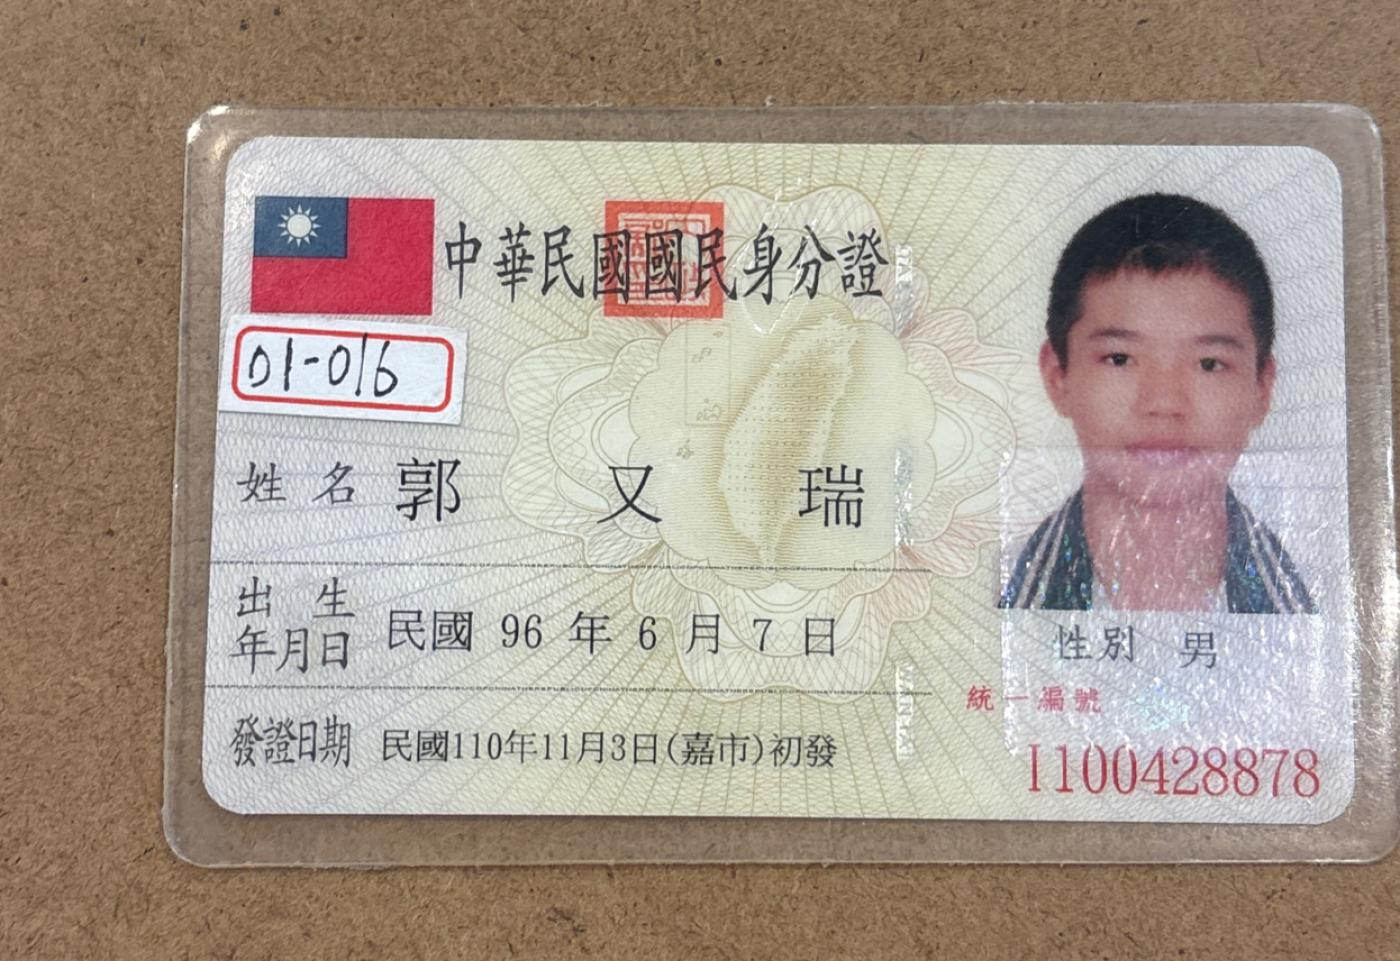 中華民國國民身分證
01-016
姓名 郭又瑞
出生年月日 民國 96 年 6 月 7 日
性別 男
統一編號
I100428878
發證日期 民國110年11月3日(嘉市)初發